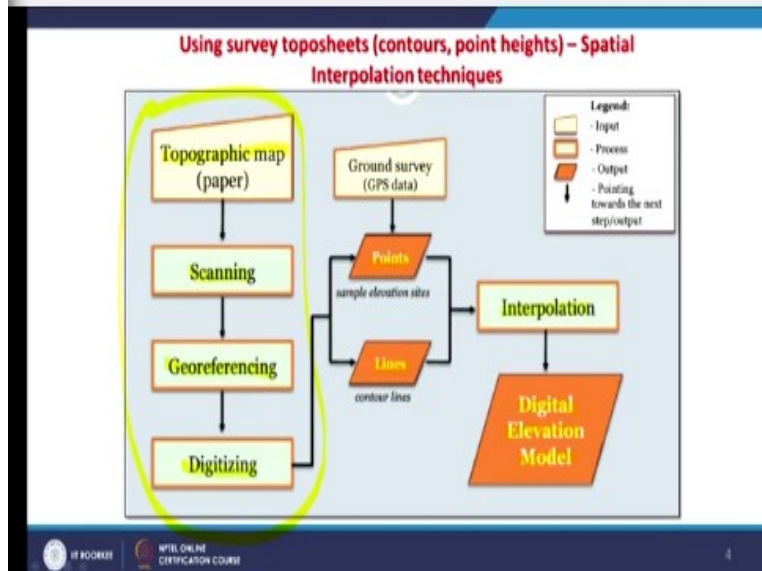 Using survey toposheets (contours, point heights) – Spatial
Interpolation techniques
Topographic map
(paper)
Scanning
Georeferencing
Digitizing
Ground survey
(GPS data)
Points
sample elevation sites
Lines
contour lines
Interpolation
Digital
Elevation
Model
Legend:
- Input
- Process
- Output
- Pointing
towards the next
step/output
IIT ROORKEE
NPTEL ONLINE
CERTIFICATION COURSE
4